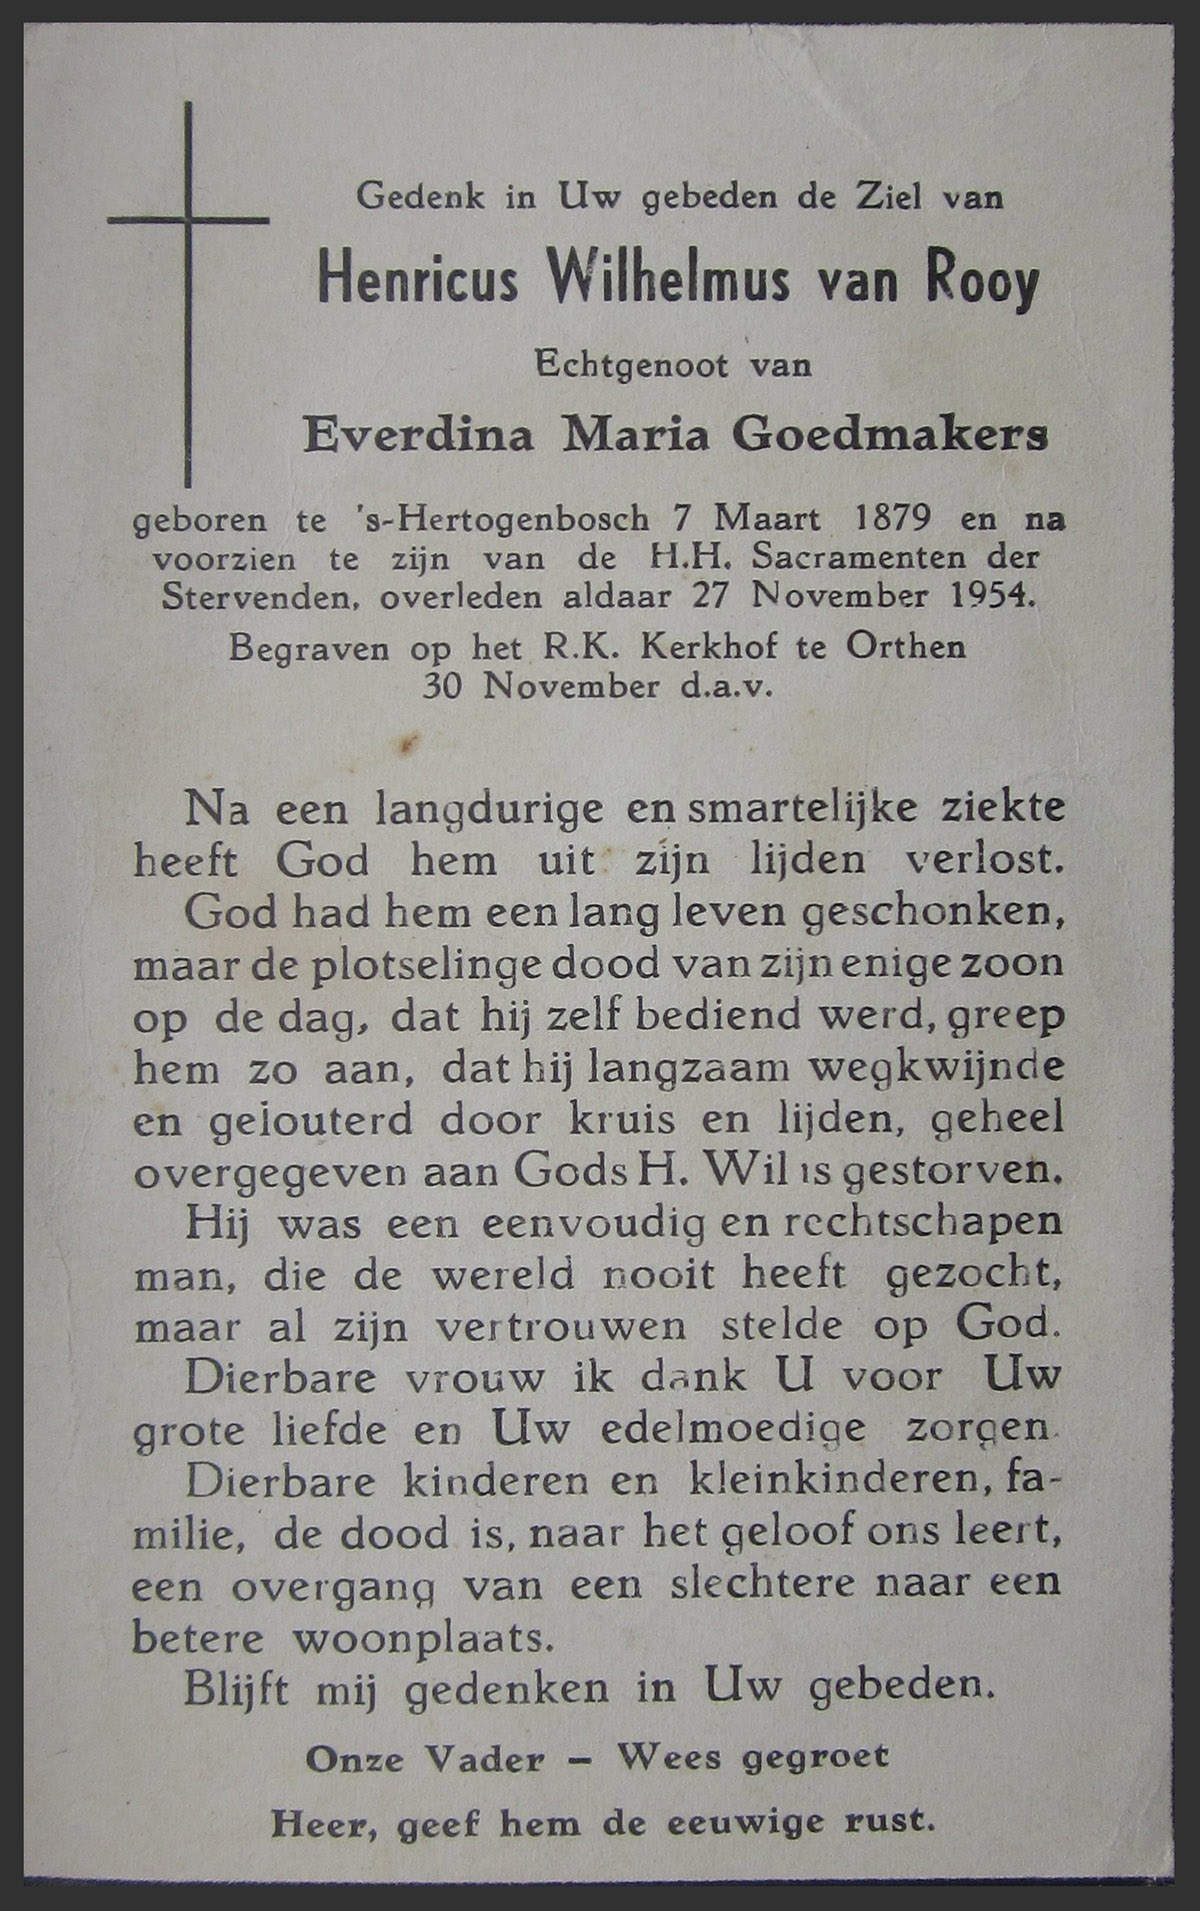 Gedenk in Uw gebeden de Ziel van
Henricus Wilhelmus van Rooy
Echtgenoot van
Everdina Maria Goedmakers
geboren te 's-Hertogenbosch 7 Maart 1879 en na
voorzien te zijn van de H.H. Sacramenten der
Stervenden, overleden aldaar 27 November 1954.
Begraven op het R.K. Kerkhof te Orthen
30 November d.a.v.
Na een langdurige en smartelijke ziekte
heeft God hem uit zijn lijden verlost.
God had hem een lang leven geschonken,
maar de plotselinge dood van zijn enige zoon
op de dag, dat hij zelf bediend werd, greep
hem zo aan, dat hij langzaam wegkwijnde
en gelouterd door kruis en lijden, geheel
overgegeven aan Gods H. Wil is gestorven.
Hij was een eenvoudig en rechtschapen
man, die de wereld nooit heeft gezocht,
maar al zijn vertrouwen stelde op God.
Dierbare vrouw ik dank U voor Uw
grote liefde en Uw edelmoedige zorgen.
Dierbare kinderen en kleinkinderen, fa-
milie, de dood is, naar het geloof ons leert,
een overgang van een slechtere naar een
betere woonplaats.
Blijft mij gedenken in Uw gebeden.
Onze Vader – Wees gegroet
Heer, geef hem de eeuwige rust.